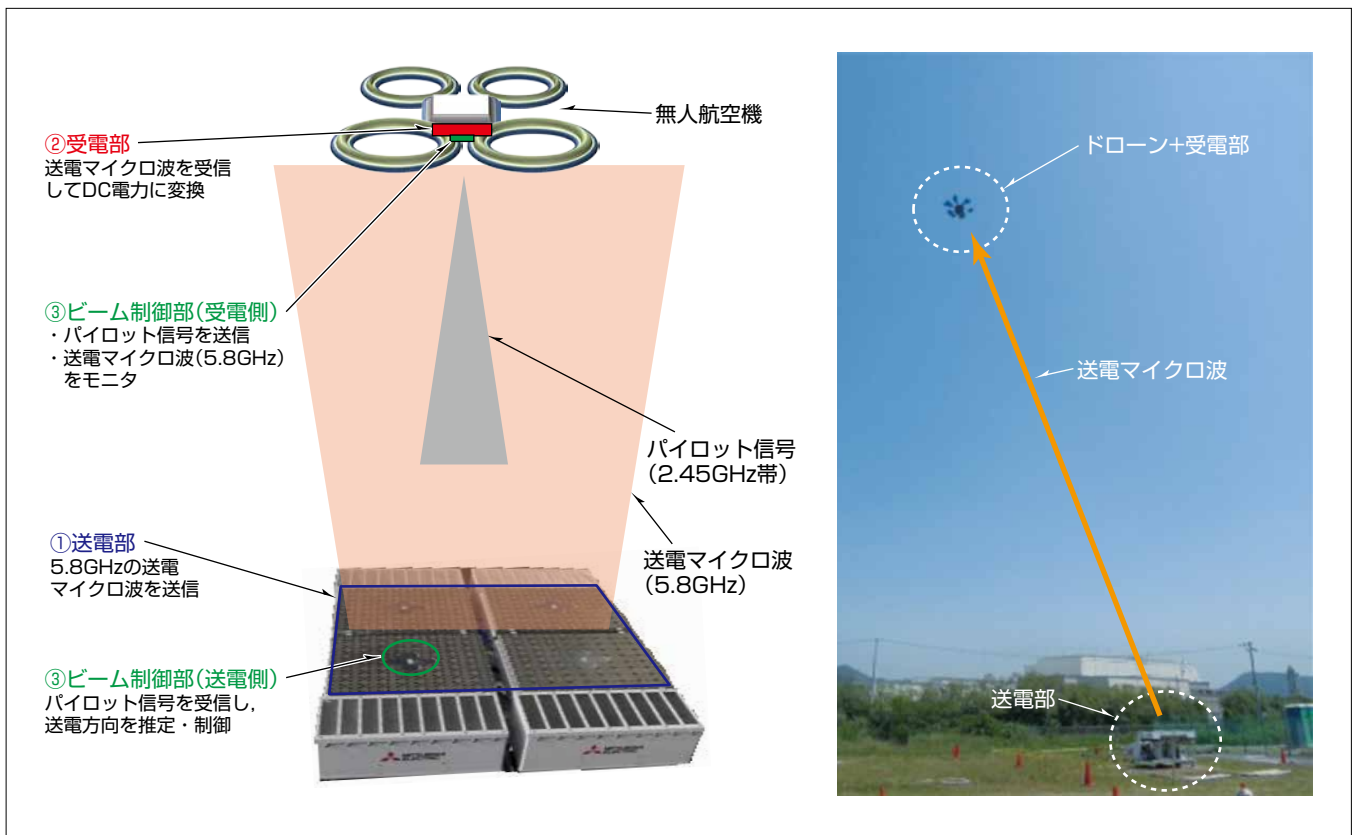 無人航空機
②受電部
送電マイクロ波を受信
してDC電力に変換
③ビーム制御部(受電側)
・パイロット信号を送信
・送電マイクロ波(5.8GHz)
をモニタ
パイロット信号
(2.45GHz帯)
①送電部
5.8GHzの送電
マイクロ波を送信
送電マイクロ波
(5.8GHz)
③ビーム制御部(送電側)
パイロット信号を受信し,
送電方向を推定・制御
MITSUBISHI
ELECTRIC
MITSUBISHI
ELECTRIC
ドローン+受電部
送電マイクロ波
送電部